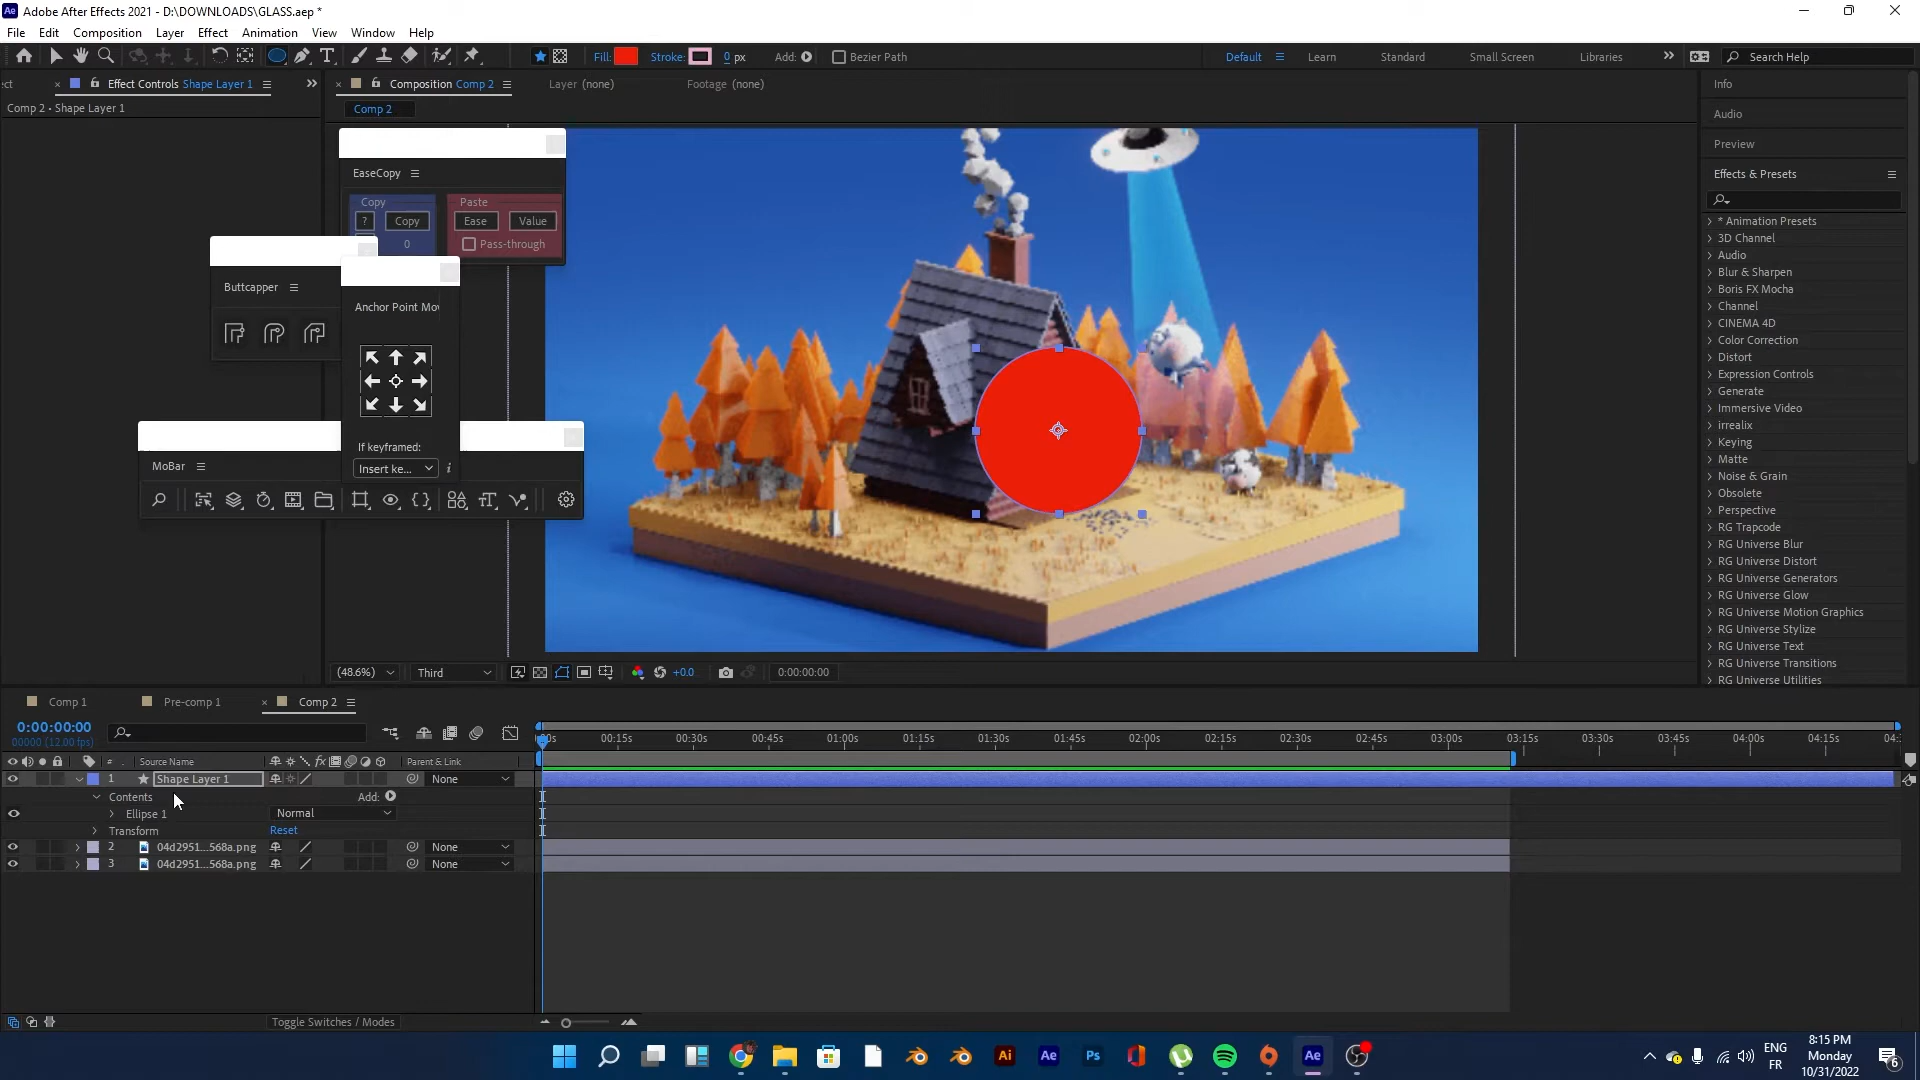 Adobe After Effects 2021 - D:\DOWNLOADS\GLASS.aep *
File Edit Composition Layer Effect Animation View Window Help
Fill: Stroke: 0 px Add: Bezier Path Default Learn Standard Small Screen Libraries Search Help
ect Effect Controls Shape Layer 1 Composition Comp 2 Layer (none) Footage (none) Info
Comp 2 • Shape Layer 1
Comp 2
Audio
Preview
EaseCopy
Effects & Presets
Copy Paste
? Copy Ease Value
0 Pass-through
Buttcapper
Anchor Point Mov
If keyframed:
Insert ke...
MoBar
* Animation Presets
3D Channel
Audio
Blur & Sharpen
Boris FX Mocha
Channel
CINEMA 4D
Color Correction
Distort
Expression Controls
Generate
Immersive Video
irrealix
Keying
Matte
Noise & Grain
Obsolete
Perspective
RG Trapcode
RG Universe Blur
RG Universe Distort
RG Universe Generators
RG Universe Glow
RG Universe Motion Graphics
RG Universe Stylize
RG Universe Text
RG Universe Transitions
RG Universe Utilities
(48.6%) Third +0.0 0:00:00:00
Comp 1 Pre-comp 1 Comp 2
0:00:00:00
00000 (12.00 fps)
:00s 00:15s 00:30s 00:45s 01:00s 01:15s 01:30s 01:45s 02:00s 02:15s 02:30s 02:45s 03:00s 03:15s 03:30s 03:45s 04:00s 04:15s 04:
# . Source Name fx Parent & Link
1 Shape Layer 1 None
Contents Add:
Ellipse 1 Normal
Transform Reset
2 04d2951...568a.png None
3 04d2951...568a.png None
Toggle Switches / Modes
Ai Ae Ps Ae
ENG
FR
8:15 PM
Monday
10/31/2022
6